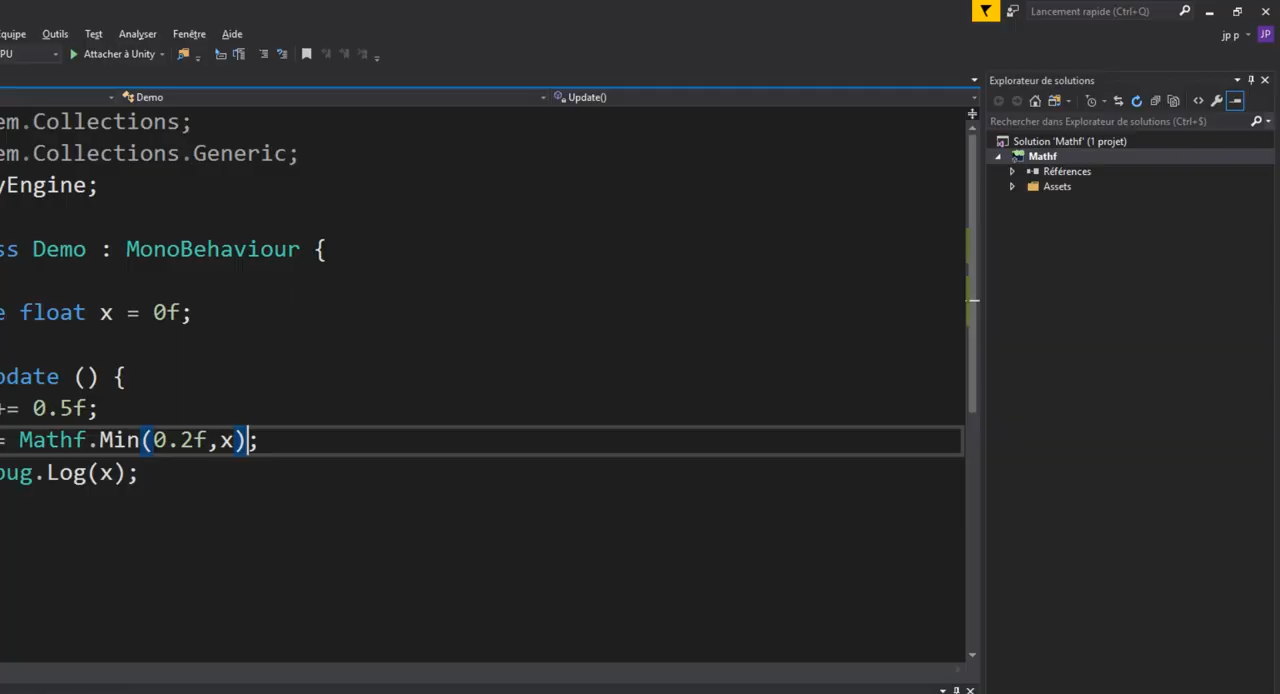 Lancement rapide (Ctrl+Q)
quipe Outils Test Analyser Fenêtre Aide
jp p JP
PU Attacher à Unity
Explorateur de solutions
Demo Update()
Rechercher dans Explorateur de solutions (Ctrl+$)
em.Collections;
em.Collections.Generic;
yEngine;
ss Demo : MonoBehaviour {
e float x = 0f;
pdate () {
+= 0.5f;
= Mathf.Min(0.2f,x);
bug.Log(x);
Solution 'Mathf' (1 projet)
Mathf
Références
Assets